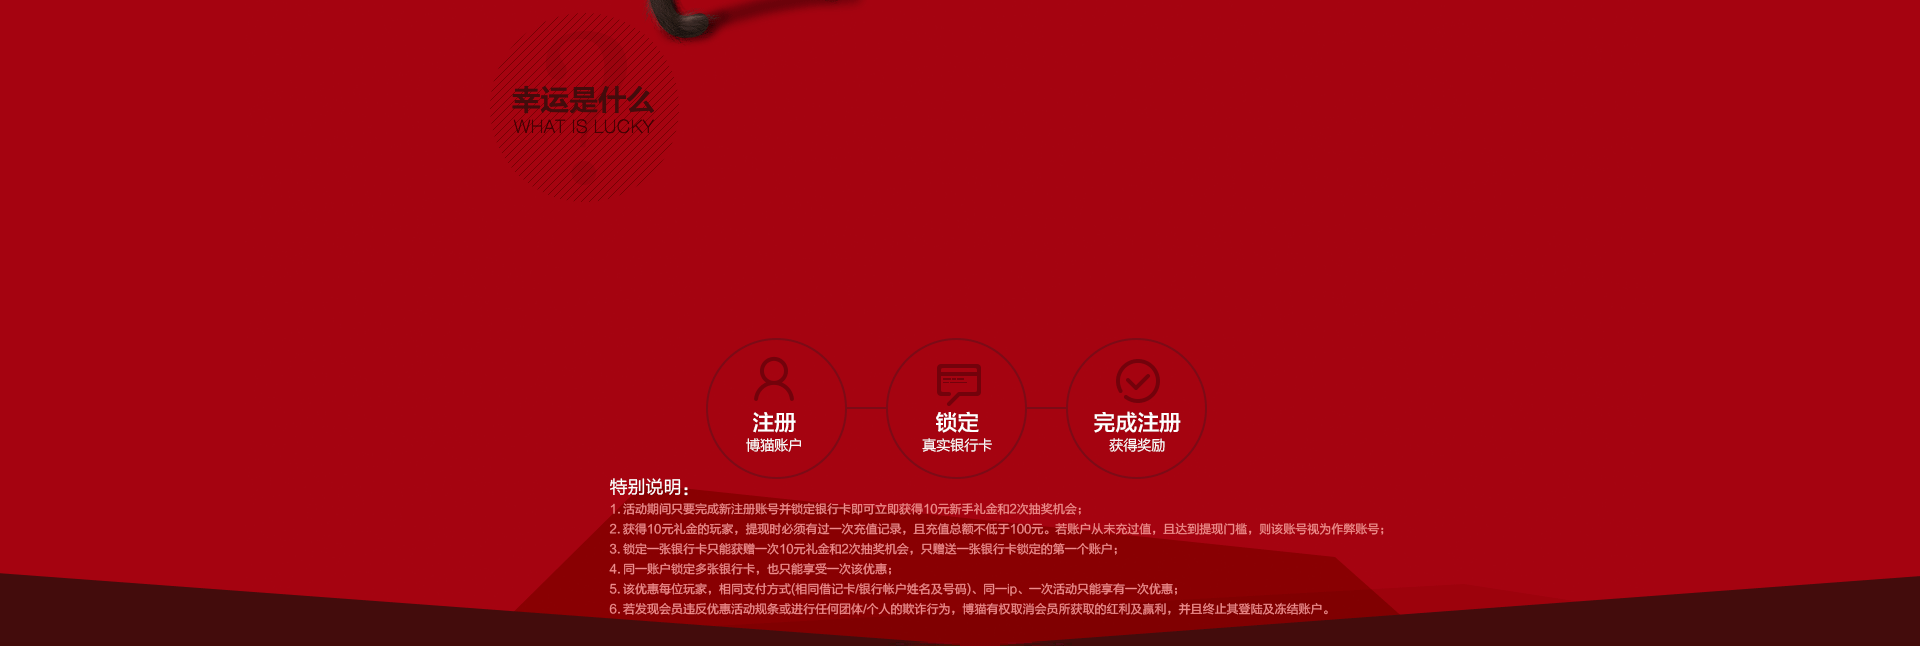 幸运是什么
WHAT IS LUCKY
注册
博猫账户
锁定
真实银行卡
完成注册
获得奖励
特别说明：
1. 活动期间只要完成新注册账号并锁定银行卡即可立即获得10元新手礼金和2次抽奖机会；
2. 获得10元礼金的玩家，提现时必须有过一次充值记录，且充值总额不低于100元。若账户从未充过值，且达到提现门槛，则该账号视为作弊账号；
3. 锁定一张银行卡只能获赠一次10元礼金和2次抽奖机会，只赠送一张银行卡锁定的第一个账户；
4. 同一账户锁定多张银行卡，也只能享受一次该优惠；
5. 该优惠每位玩家，相同支付方式(相同借记卡/银行帐户姓名及号码)、同一ip、一次活动只能享有一次优惠；
6. 若发现会员违反优惠活动规条或进行任何团体/个人的欺诈行为，博猫有权取消会员所获取的红利及赢利，并且终止其登陆及冻结账户。